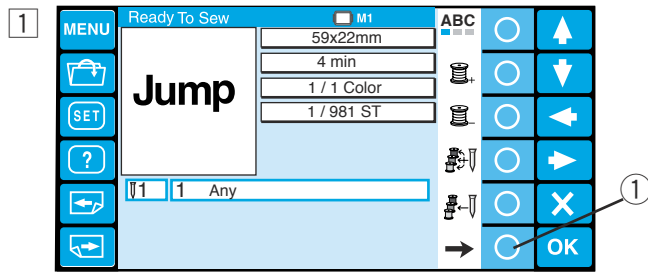 1
MENU Ready To Sew M1 ABC
59x22mm
4 min
Jump
1 / 1 Color
SET 1 / 981 ST
?
1 1 Any
1
X
OK